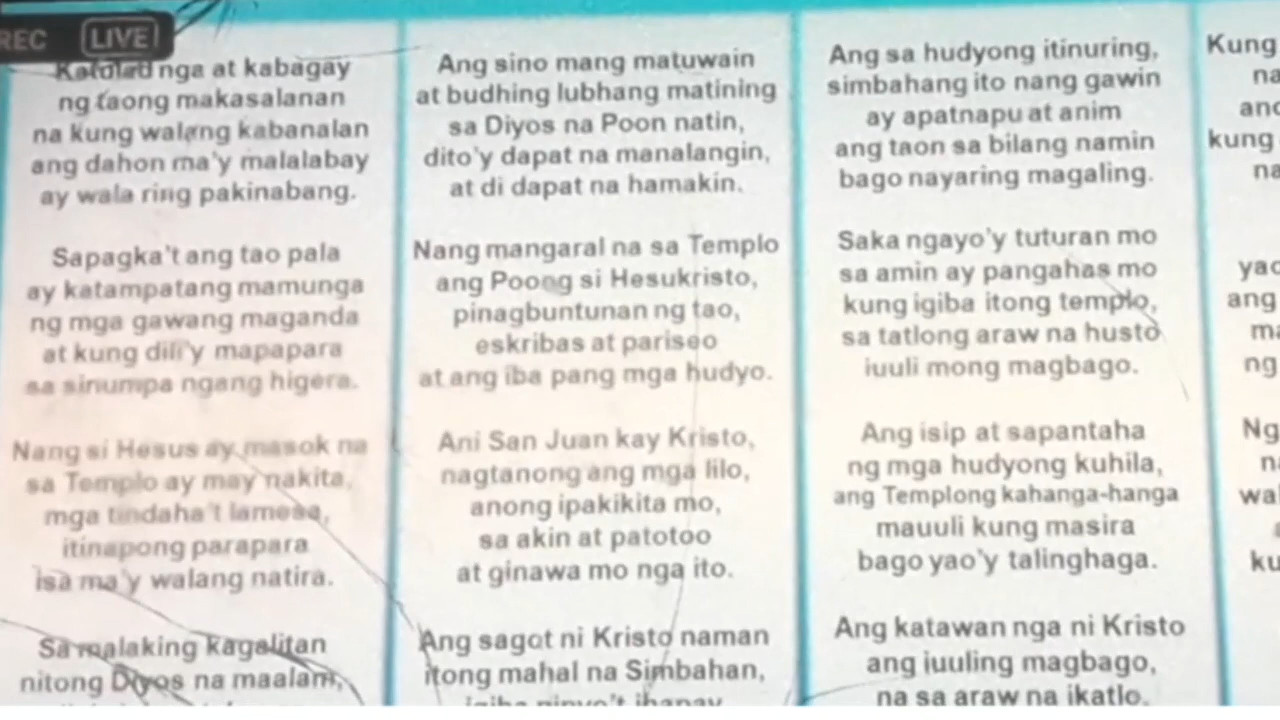 REC LIVE
Katulad nga at kabagay
ng taong makasalanan
na kung walang kabanalan
ang dahon ma'y malalabay
ay wala ring pakinabang.
Sapagka't ang tao pala
ay katampatang mamunga
ng mga gawang maganda
at kung dili'y mapapara
sa sinumpa ngang higera.
Nang si Hesus ay masok na
sa Templo ay may nakita,
mga tindaha't lamesa,
itinapong parapara
isa ma'y walang natira.
Sa malaking kagalitan
nitong Diyos na maalam,
Ang sino mang matuwain
at budhing lubhang matining
sa Diyos na Poon natin,
dito'y dapat na manalangin,
at di dapat na hamakin.
Nang mangaral na sa Templo
ang Poong si Hesukristo,
pinagbuntunan ng tao,
eskribas at pariseo
at ang iba pang mga hudyo.
Ani San Juan kay Kristo,
nagtanong ang mga lilo,
anong ipakikita mo,
sa akin at patotoo
at ginawa mo nga ito.
Ang sagot ni Kristo naman
itong mahal na Simbahan,
igiba ninyo't ihapay
Ang sa hudyong itinuring,
simbahang ito nang gawin
ay apatnapu at anim
ang taon sa bilang namin
bago nayaring magaling.
Saka ngayo'y tuturan mo
sa amin ay pangahas mo
kung igiba itong templo,
sa tatlong araw na husto
iuuli mong magbago.
Ang isip at sapantaha
ng mga hudyong kuhila,
ang Templong kahanga-hanga
mauuli kung masira
bago yao'y talinghaga.
Ang katawan nga ni Kristo
ang iuuling magbago,
na sa araw na ikatlo.
Kung
kung
ang
ng